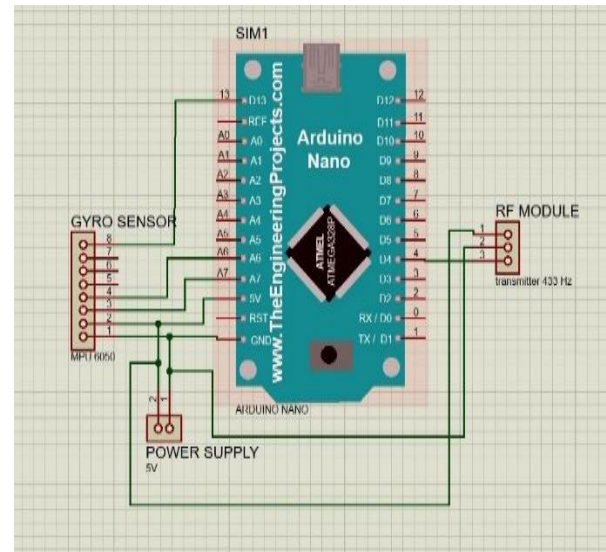 SIM1
13
D13
D12
12
REF
D11
11
A0
A0
Arduino
D10
10
A1
A1
Nano
D9
9
A2
A2
D8
8
A3
A3
D7
7
A4
A4
D6
6
A5
A5
D5
5
A6
A6
D4
4
A7
A7
D3
3
5V
D2
2
RST
RX / D0
0
GND
TX / D1
1
www.TheEngineeringProjects.com
ATMEL
ATMEGA328P
ARDUINO NANO
GYRO SENSOR
8
7
6
5
4
3
2
1
MPU 6050
RF MODULE
1
2
3
transmitter 433 Hz
2
1
POWER SUPPLY
5V